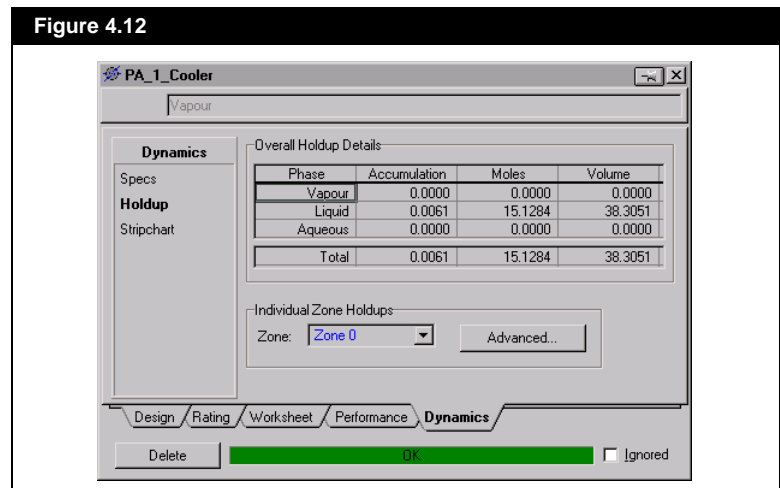 Figure 4.12
PA_1_Cooler
Vapour
Dynamics
Specs
Holdup
Stripchart
Overall Holdup Details
Phase Accumulation Moles Volume
Vapour 0.0000 0.0000 0.0000
Liquid 0.0061 15.1284 38.3051
Aqueous 0.0000 0.0000 0.0000
Total 0.0061 15.1284 38.3051
Individual Zone Holdups
Zone: Zone 0 Advanced...
Design Rating Worksheet Performance Dynamics
Delete OK Ignored